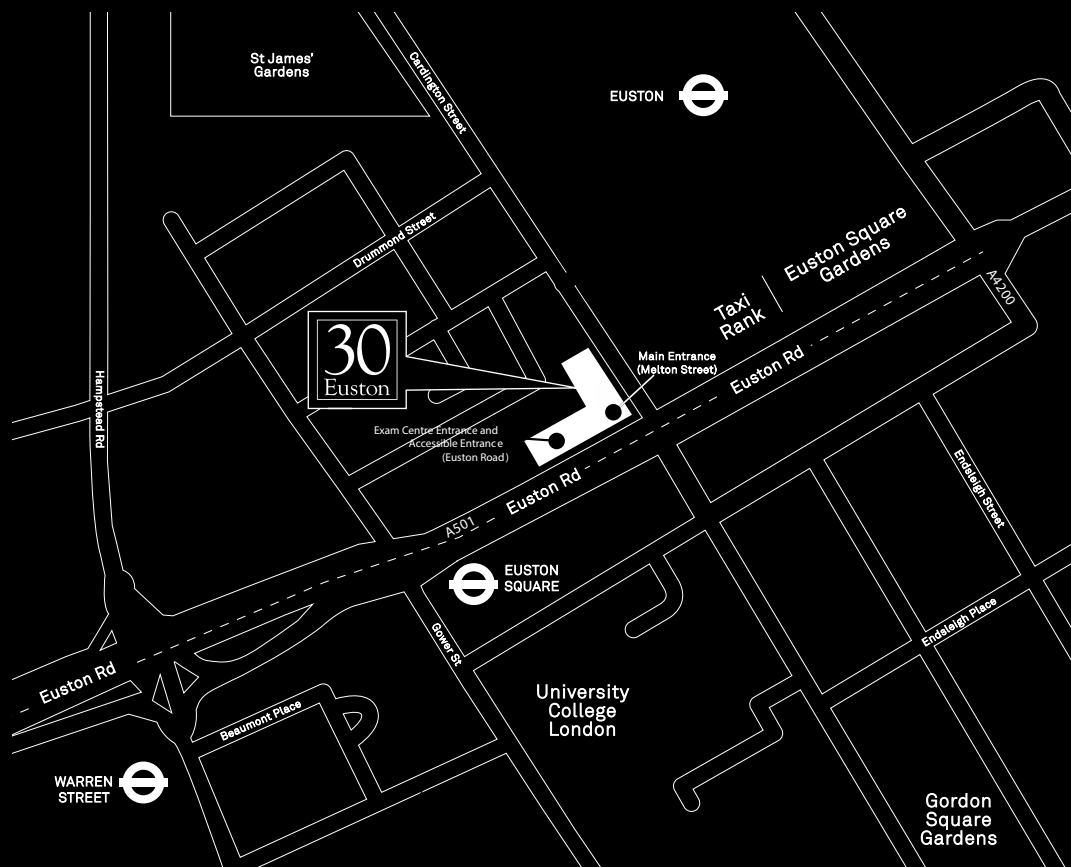 St James'
Gardens
Cardington Street
EUSTON
Drummond Street
Euston Square
Gardens
Taxi
Rank
A4200
30
Euston
Main Entrance
(Melton Street)
Euston Rd
Hampstead Rd
Exam Centre Entrance and
Accessible Entrance
(Euston Road)
Euston Rd
A501
Endsleigh Street
EUSTON
SQUARE
Endsleigh Place
Gower St
Euston Rd
University
College
London
Beaumont Place
WARREN
STREET
Gordon
Square
Gardens